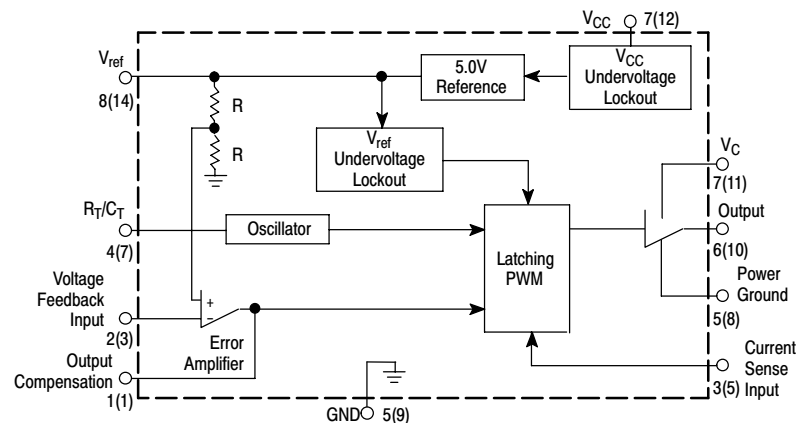 VCC 7(12)
Vref
8(14)
R
R
5.0V
Reference
VCC
Undervoltage
Lockout
Vref
Undervoltage
Lockout
VC
7(11)
RT/CT
4(7)
Oscillator
Latching
PWM
Output
6(10)
Voltage
Feedback
Input
2(3)
+
−
Error
Amplifier
Power
Ground
5(8)
Output
Compensation
1(1)
Current
Sense
Input
3(5)
GND 5(9)